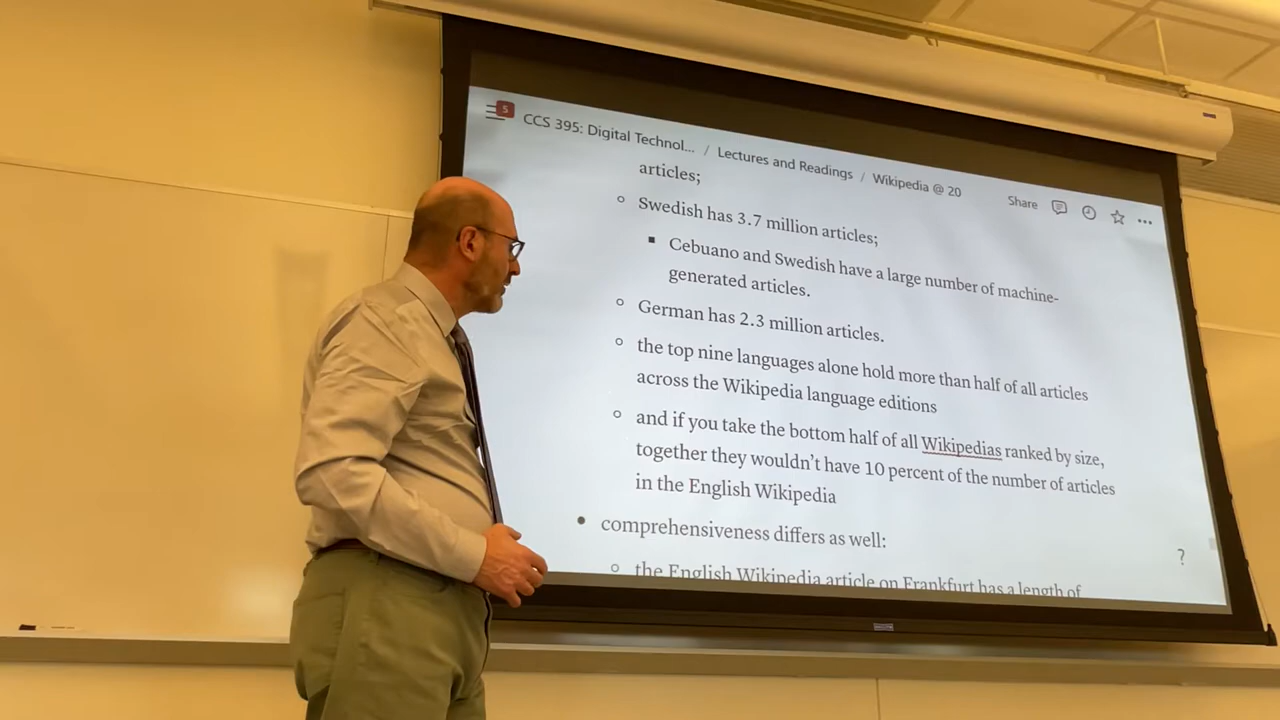 5
CCS 395: Digital Technol... / Lectures and Readings / Wikipedia @ 20
Share
articles;
Swedish has 3.7 million articles;
Cebuano and Swedish have a large number of machine-
generated articles.
German has 2.3 million articles.
the top nine languages alone hold more than half of all articles
across the Wikipedia language editions
and if you take the bottom half of all Wikipedias ranked by size,
together they wouldn't have 10 percent of the number of articles
in the English Wikipedia
comprehensiveness differs as well:
the English Wikipedia article on Frankfurt has a length of
?